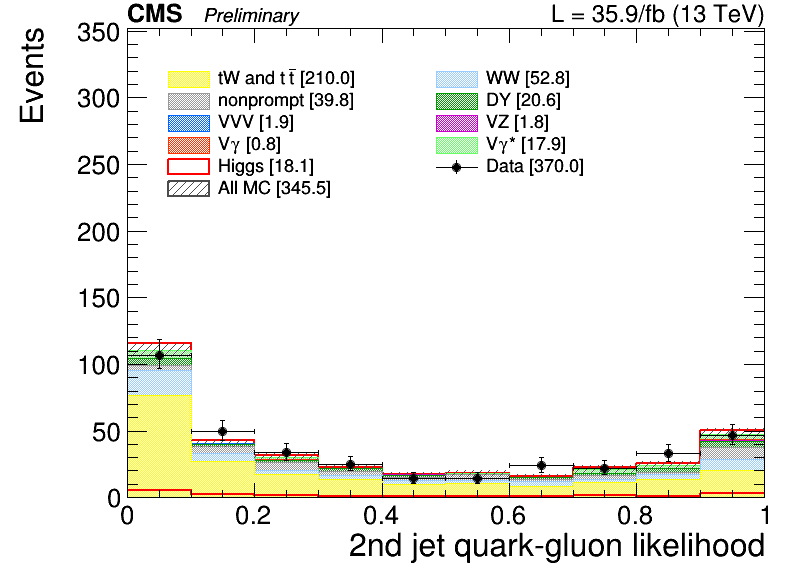 CMS Preliminary L = 35.9/fb (13 TeV)
Events
350
300
250
200
150
100
50
0
tW and t t̄ [210.0]
nonprompt [39.8]
VVV [1.9]
Vγ [0.8]
Higgs [18.1]
All MC [345.5]
WW [52.8]
DY [20.6]
VZ [1.8]
Vγ* [17.9]
Data [370.0]
0 0.2 0.4 0.6 0.8 1
2nd jet quark-gluon likelihood